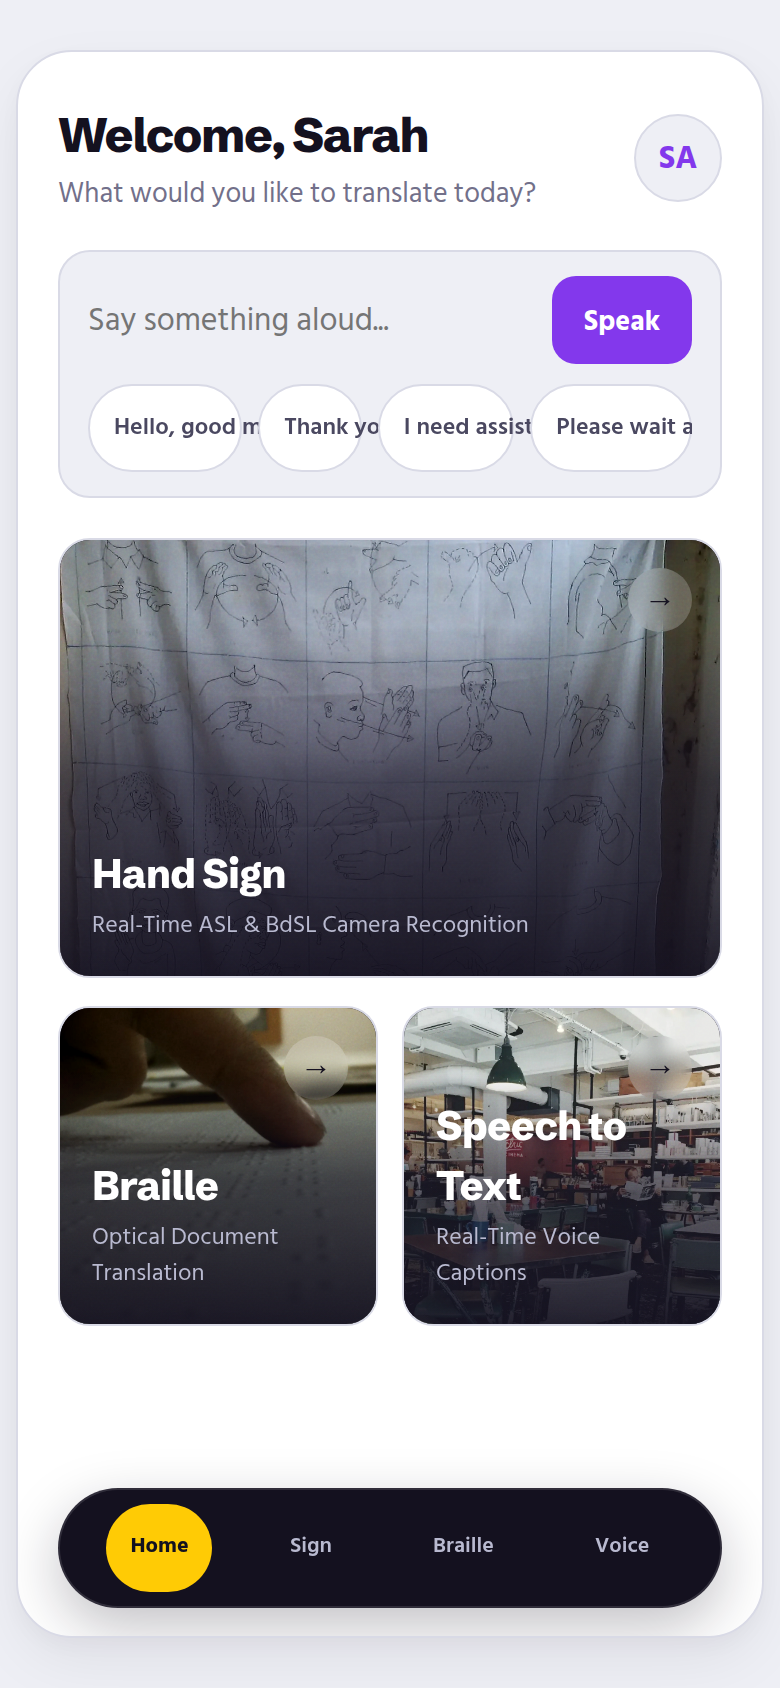 Welcome, Sarah
SA
What would you like to translate today?
Say something aloud...
Speak
Hello, good m
Thank yo
I need assist
Please wait a
→
Hand Sign
Real-Time ASL & BdSL Camera Recognition
→
Braille
Optical Document
Translation
→
Speech to
Text
Real-Time Voice
Captions
Home
Sign
Braille
Voice